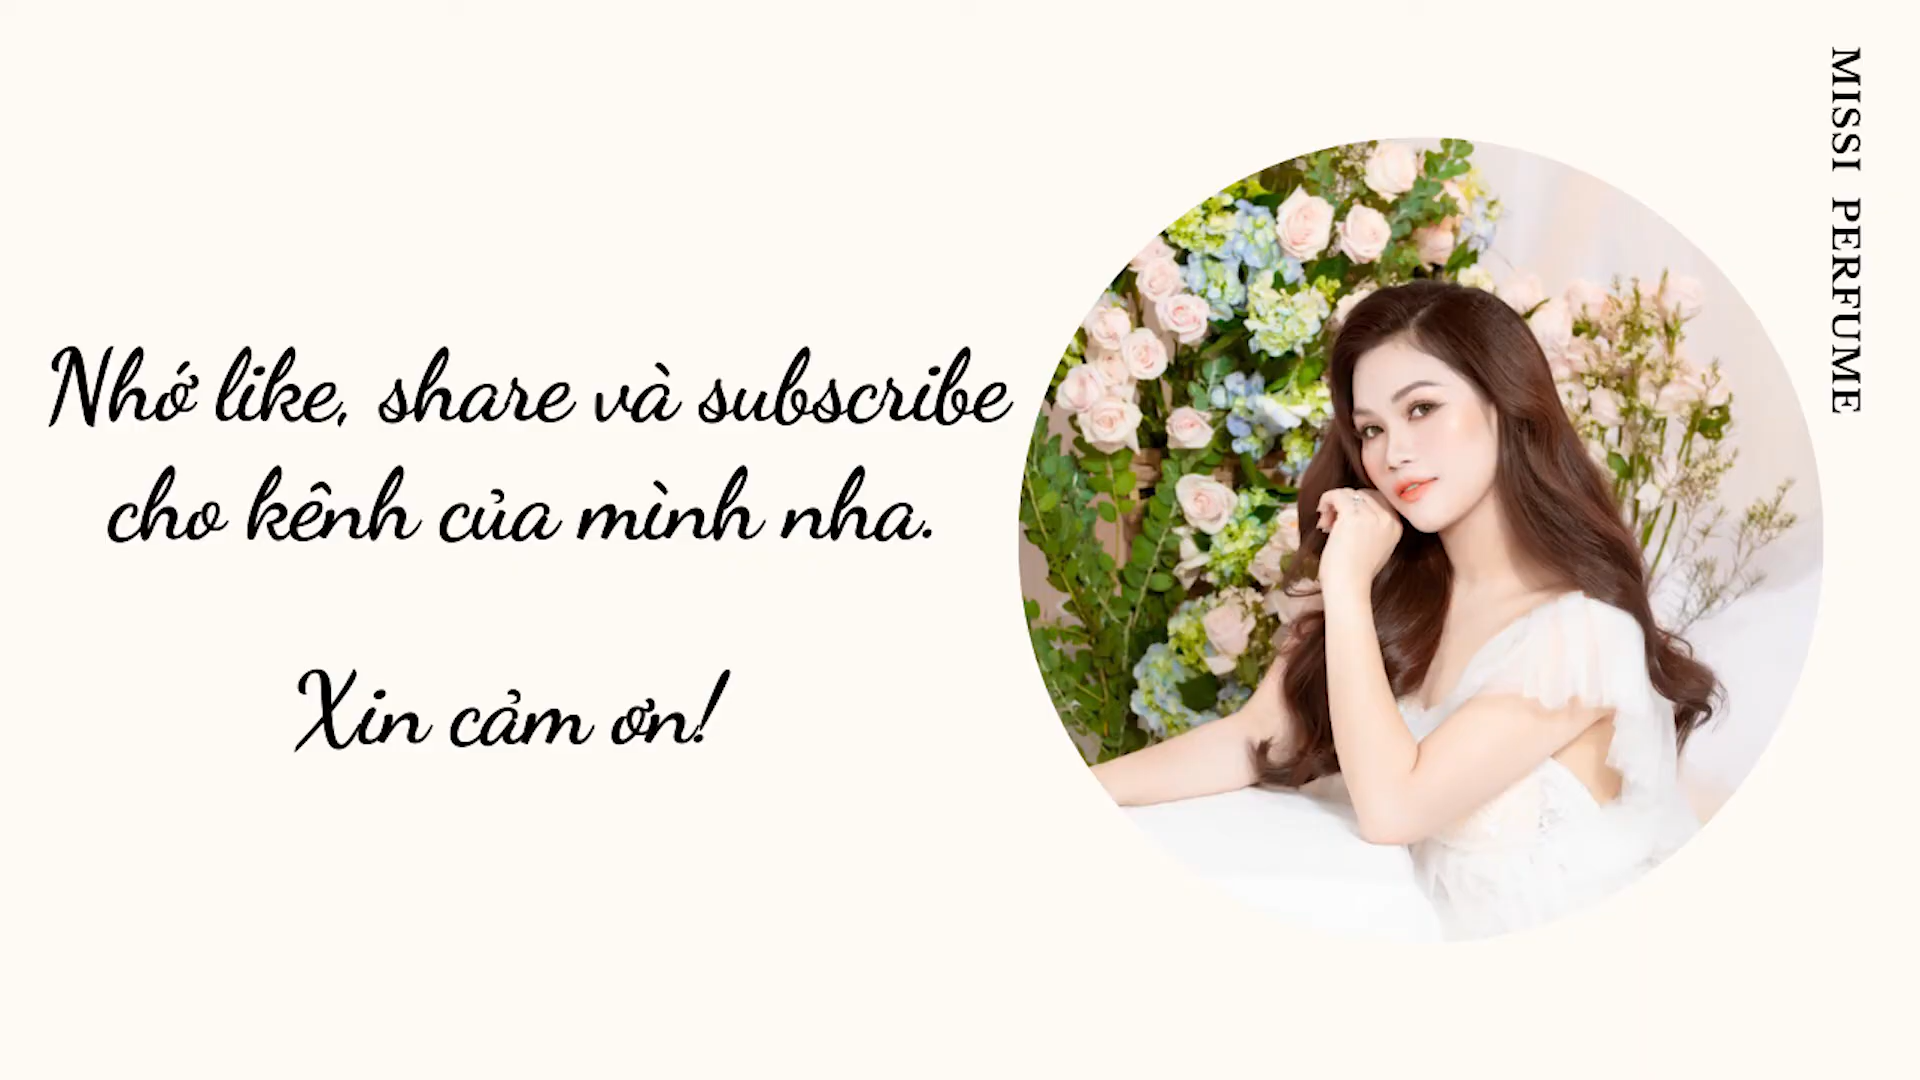 Nhớ like, share và subscribe
cho kênh của mình nha.
Xin cảm ơn!
MISSI PERFUME